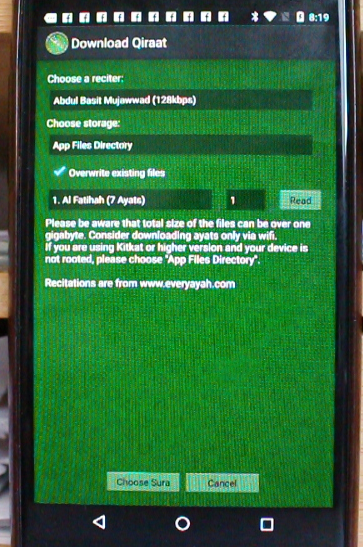 8:19
Download Qiraat
Choose a reciter:
Abdul Basit Mujawwad (128kbps)
Choose storage:
App Files Directory
Overwrite existing files
1. Al Fatihah (7 Ayats) 1 Read
Please be aware that total size of the files can be over one
gigabyte. Consider downloading ayats only via wifi.
If you are using Kitkat or higher version and your device is
not rooted, please choose "App Files Directory".
Recitations are from www.everyayah.com
Choose Sura Cancel